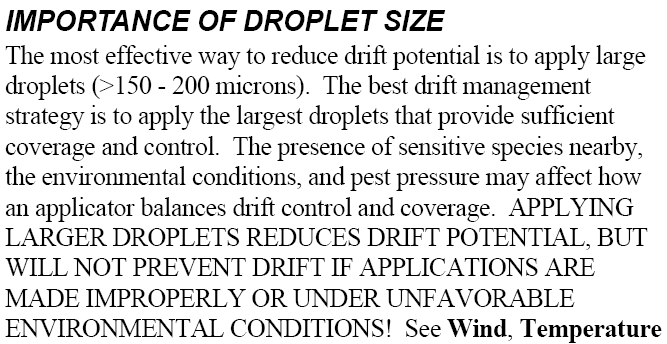 IMPORTANCE OF DROPLET SIZE
The most effective way to reduce drift potential is to apply large
droplets (>150 - 200 microns).  The best drift management
strategy is to apply the largest droplets that provide sufficient
coverage and control.  The presence of sensitive species nearby,
the environmental conditions, and pest pressure may affect how
an applicator balances drift control and coverage.  APPLYING
LARGER DROPLETS REDUCES DRIFT POTENTIAL, BUT
WILL NOT PREVENT DRIFT IF APPLICATIONS ARE
MADE IMPROPERLY OR UNDER UNFAVORABLE
ENVIRONMENTAL CONDITIONS!  See Wind, Temperature